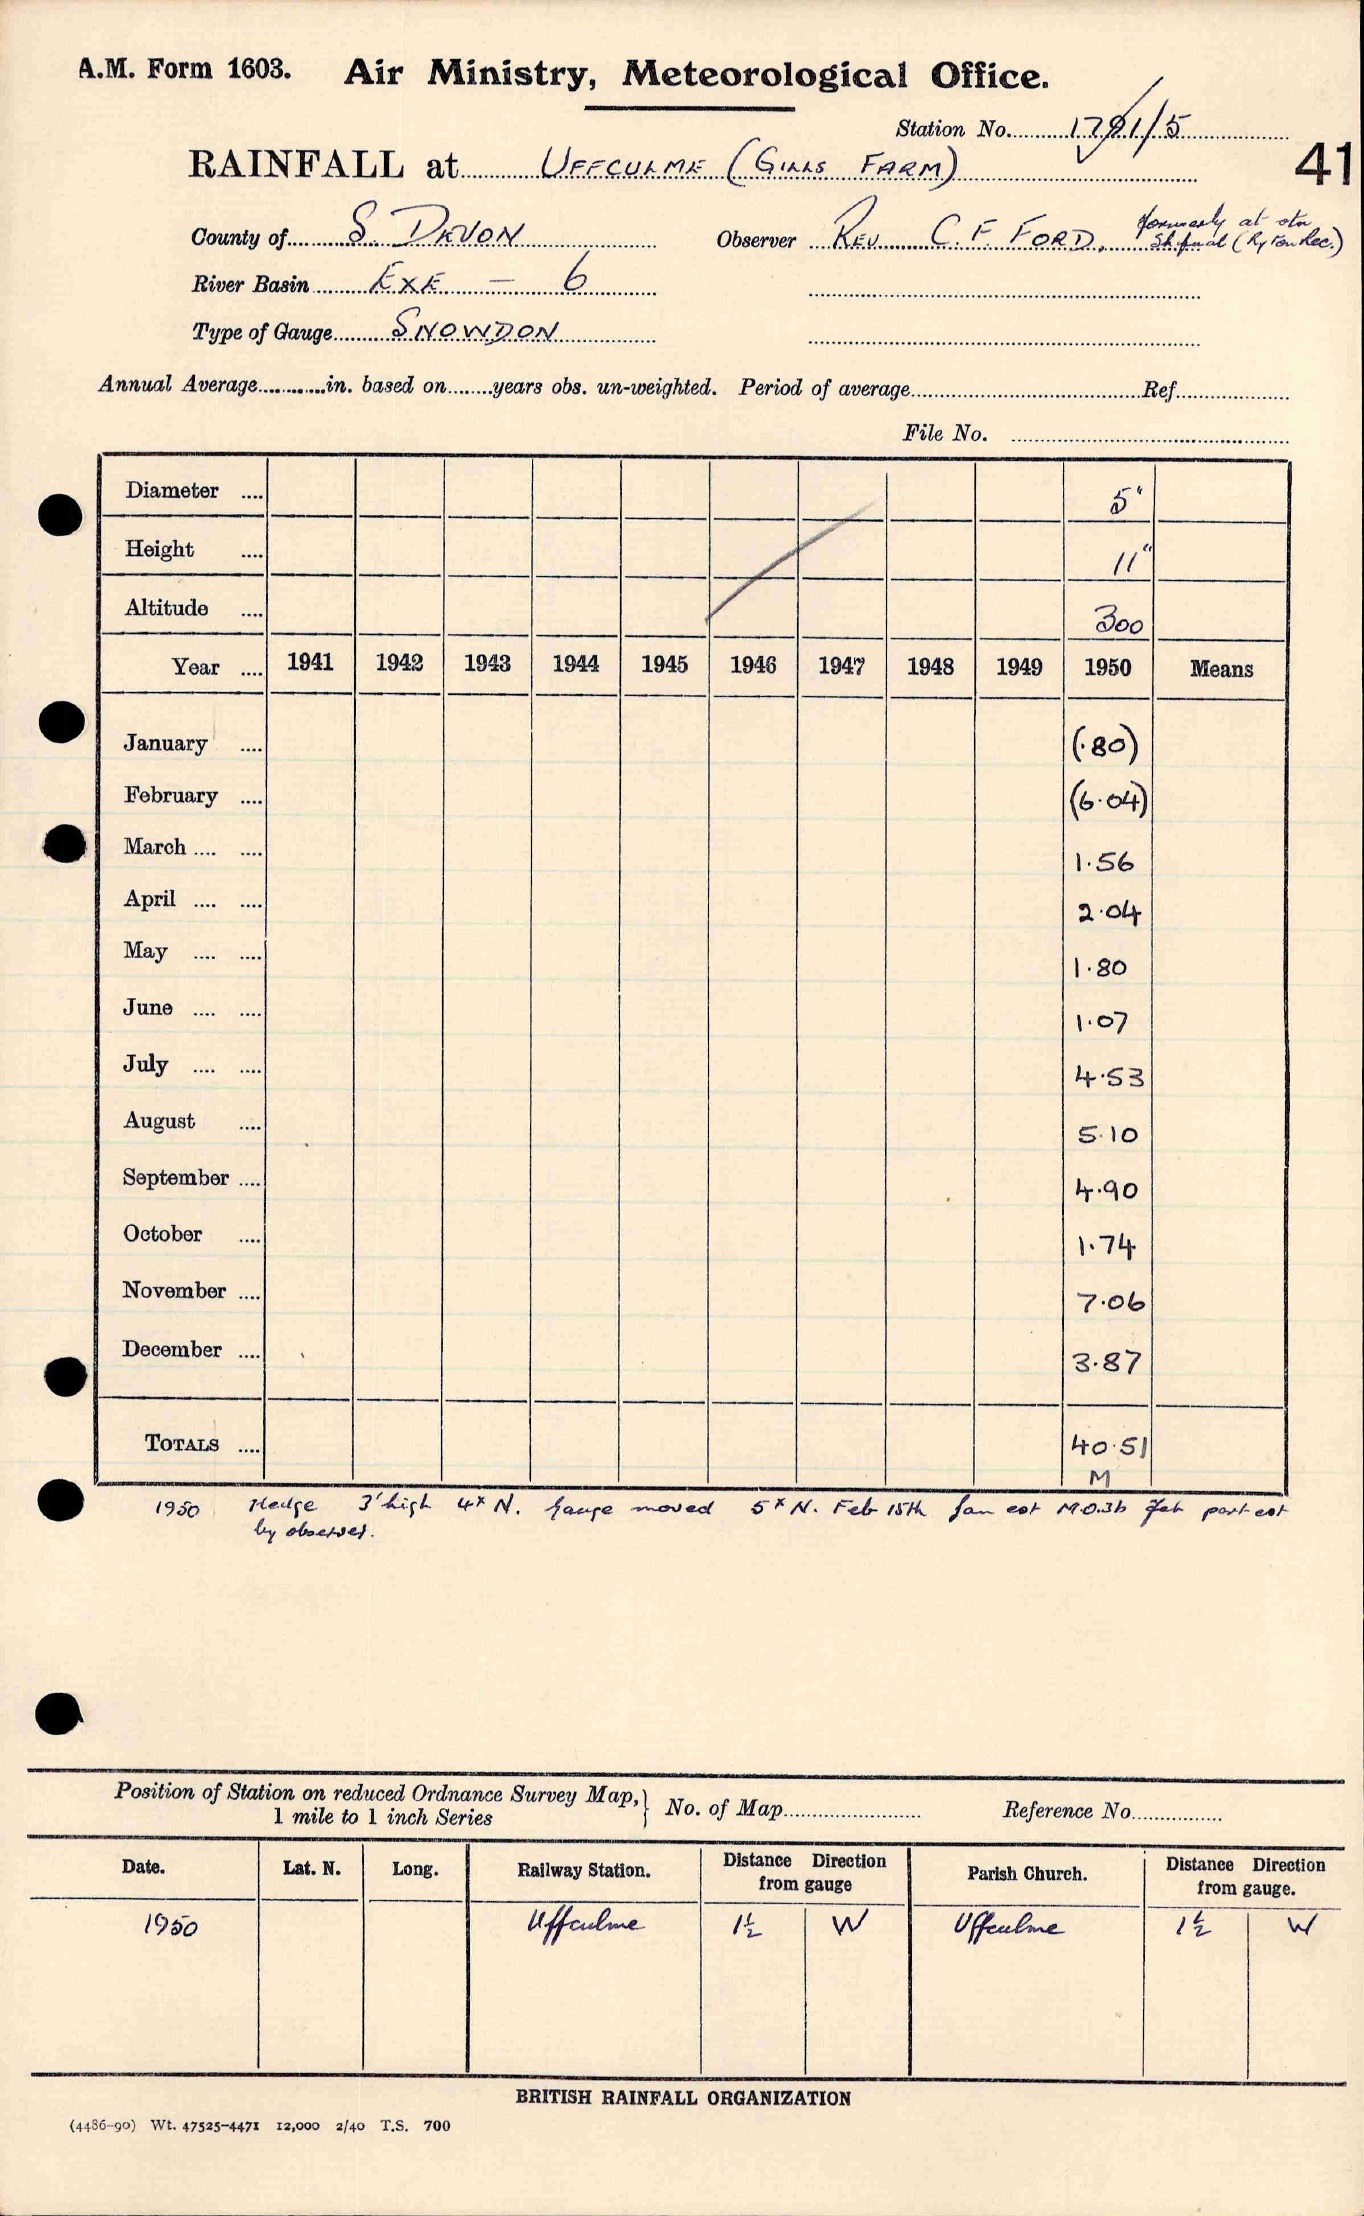 A.M. Form 1603. Air Ministry, Meteorological Office.
Station No. 1791/5
41
RAINFALL at UFFCULME (GILLS FARM)
County of S. DEVON Observer REV C. F. FORD, formerly at stn
Shifnal (Ryton Rec.)
River Basin EXE — 6
Type of Gauge SNOWDON
Annual Average in. based on years obs. un-weighted. Period of average Ref.
File No.
Diameter .... 5"
Height .... 11"
Altitude .... 300
Year .... 1941 1942 1943 1944 1945 1946 1947 1948 1949 1950 Means
January .... (·80)
February .... (6·04)
March .... .... 1·56
April .... .... 2·04
May .... .... 1·80
June .... .... 1·07
July .... .... 4·53
August .... 5·10
September .... 4·90
October .... 1·74
November .... 7·06
December .... 3·87
TOTALS .... 40·51
M
1950 Hedge 3' high 4ˣ N. Gauge moved 5ˣ N. Feb 15th Jan est M.O.3b Feb part est
by observer.
Position of Station on reduced Ordnance Survey Map, } No. of Map Reference No.
1 mile to 1 inch Series
Date. Lat. N. Long. Railway Station. Distance Direction Parish Church. Distance Direction
from gauge from gauge.
1950 Uffculme 1½ W Uffculme 1½ W
BRITISH RAINFALL ORGANIZATION
(4486-90) Wt. 47525-4471 12,000 2/40 T.S. 700